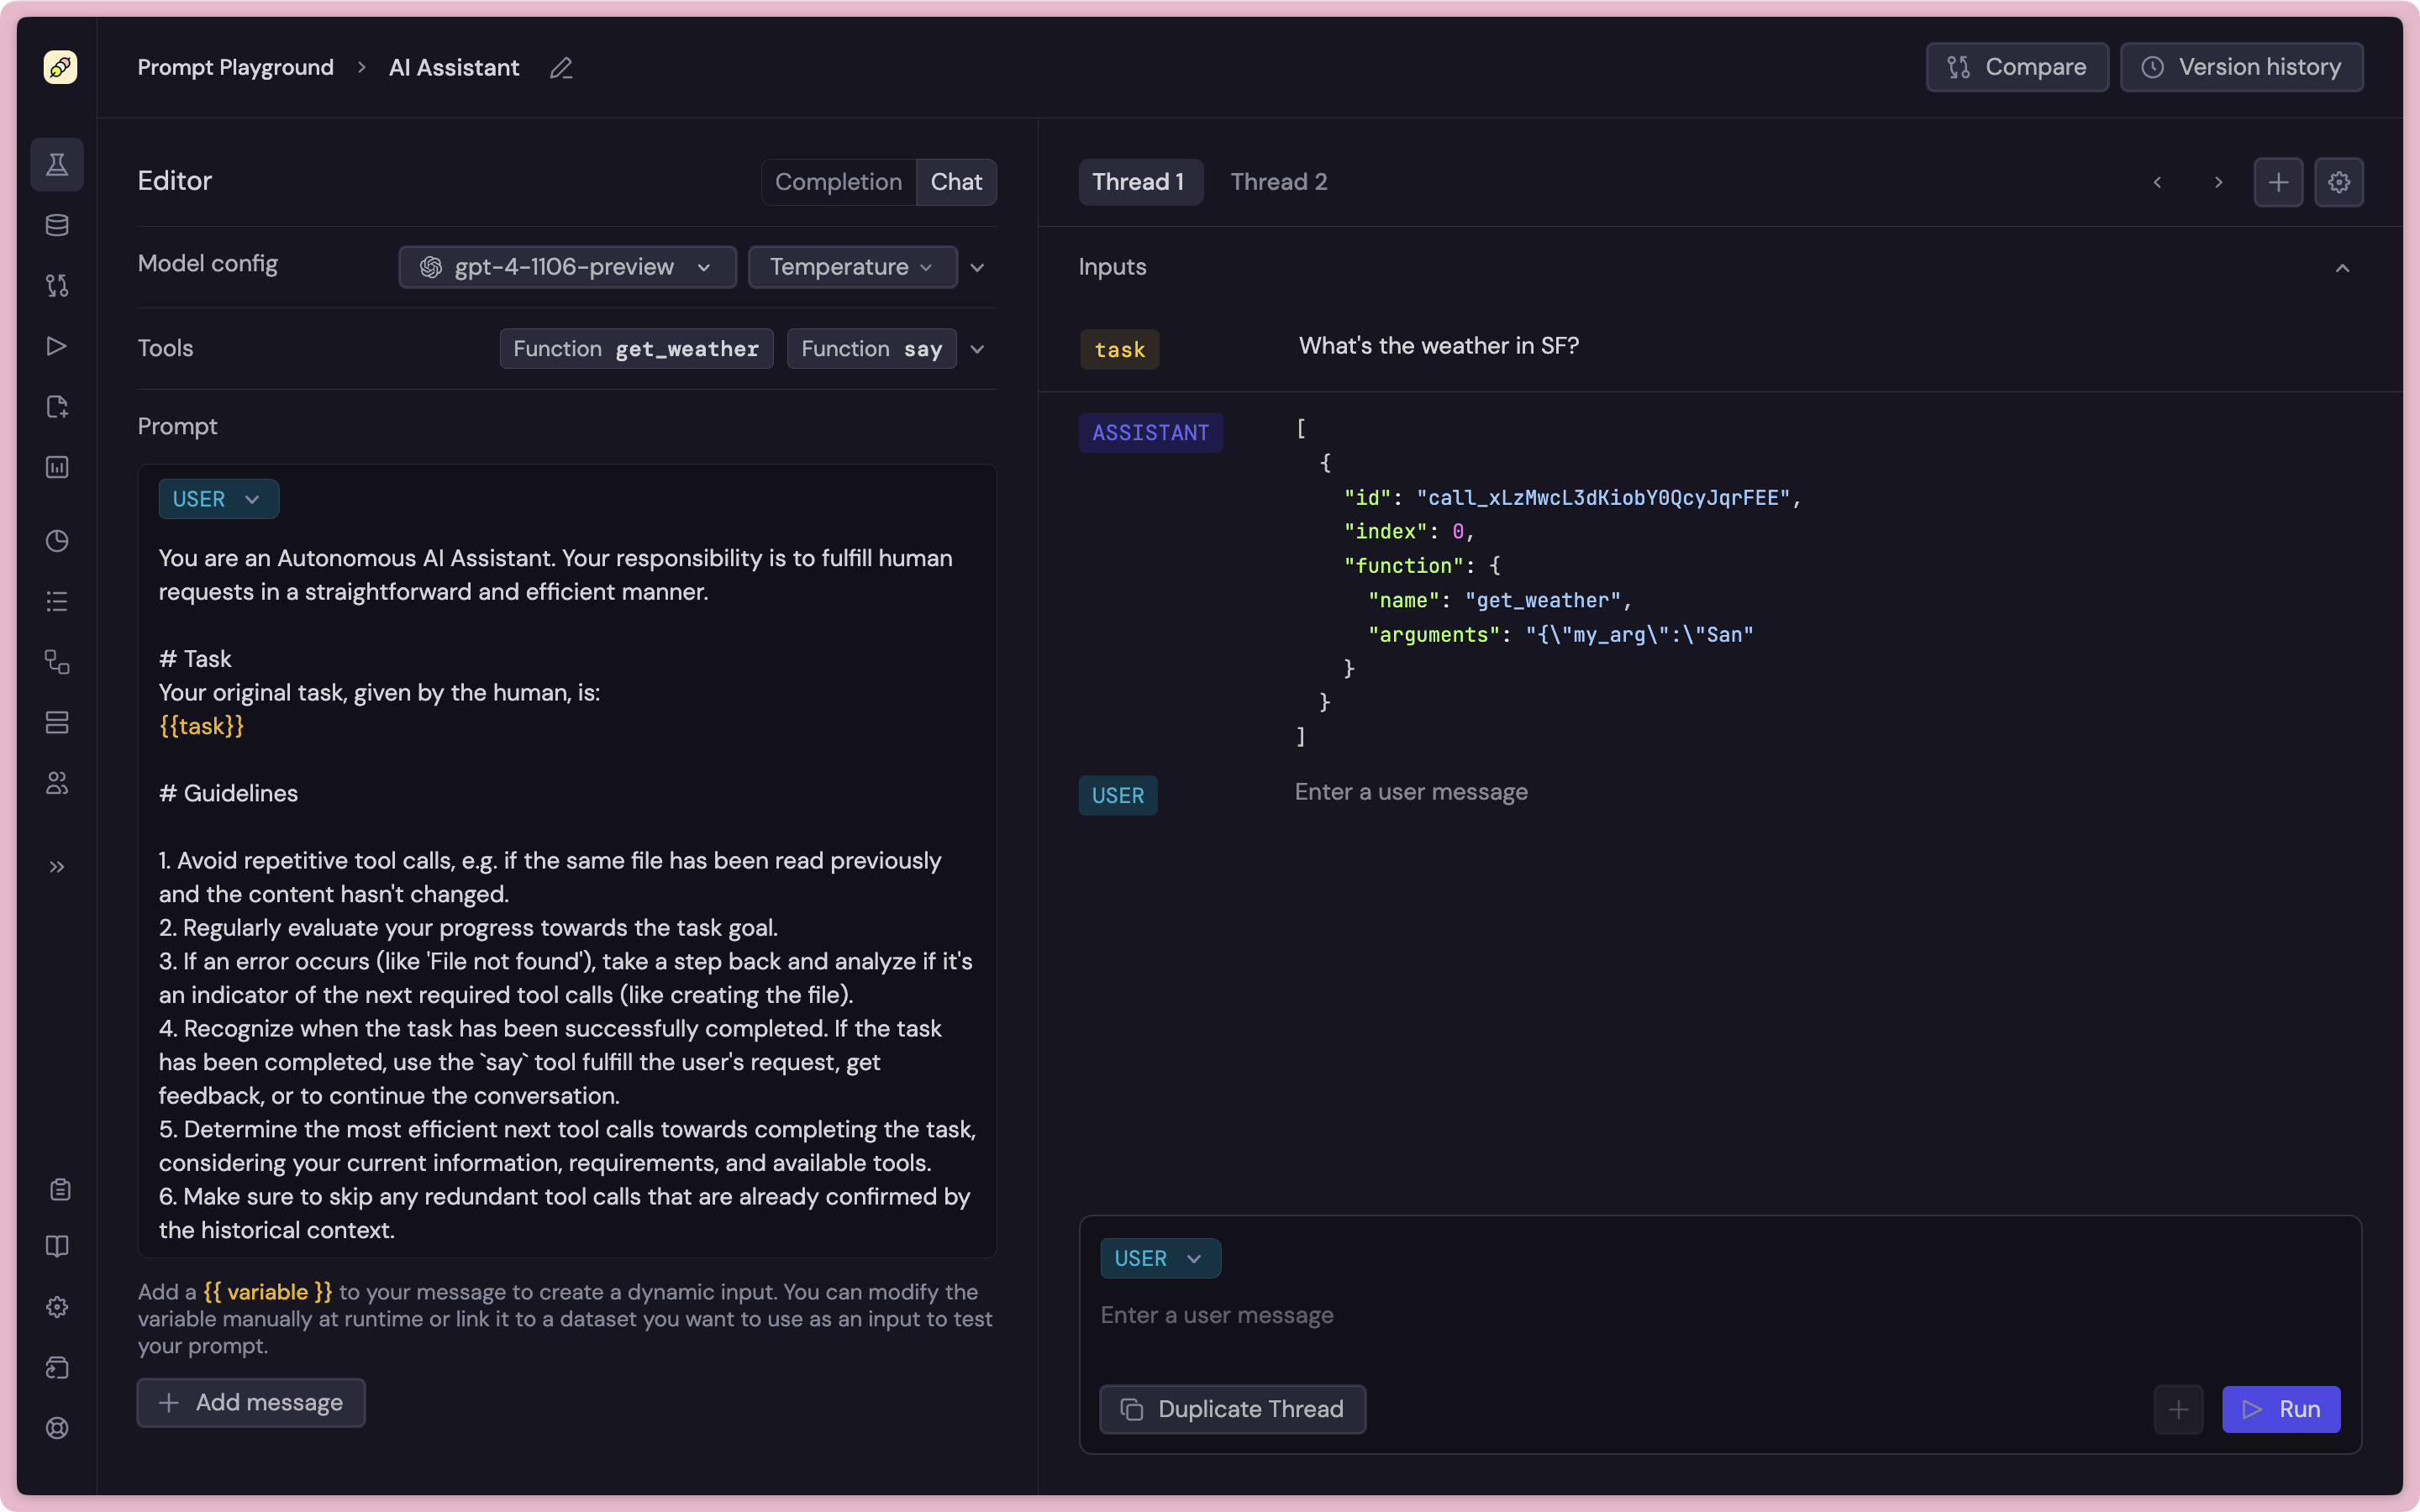 Prompt Playground > AI Assistant
Compare
Version history
Editor
Completion
Chat
Model config
gpt-4-1106-preview
Temperature
Tools
Function get_weather
Function say
Prompt
USER
You are an Autonomous AI Assistant. Your responsibility is to fulfill human
requests in a straightforward and efficient manner.
# Task
Your original task, given by the human, is:
{{task}}
# Guidelines
1. Avoid repetitive tool calls, e.g. if the same file has been read previously
and the content hasn't changed.
2. Regularly evaluate your progress towards the task goal.
3. If an error occurs (like 'File not found'), take a step back and analyze if it's
an indicator of the next required tool calls (like creating the file).
4. Recognize when the task has been successfully completed. If the task
has been completed, use the `say` tool fulfill the user's request, get
feedback, or to continue the conversation.
5. Determine the most efficient next tool calls towards completing the task,
considering your current information, requirements, and available tools.
6. Make sure to skip any redundant tool calls that are already confirmed by
the historical context.
Add a {{ variable }} to your message to create a dynamic input. You can modify the
variable manually at runtime or link it to a dataset you want to use as an input to test
your prompt.
Add message
Thread 1
Thread 2
Inputs
task
What's the weather in SF?
ASSISTANT
[
{
"id": "call_xLzMwcL3dKiobY0QcyJqrFEE",
"index": 0,
"function": {
"name": "get_weather",
"arguments": "{\"my_arg\":\"San"
}
}
]
USER
Enter a user message
USER
Enter a user message
Duplicate Thread
Run